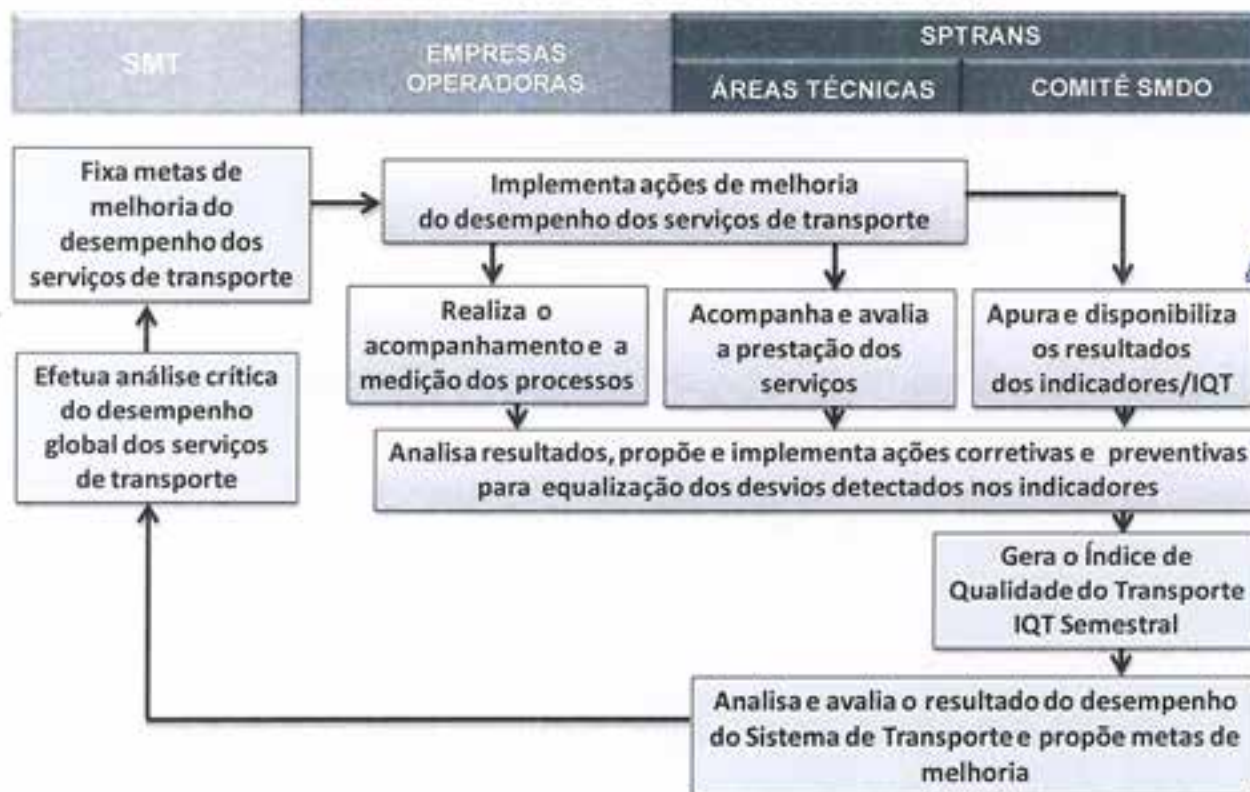 SMT
EMPRESAS
OPERADORAS
SPTRANS
ÁREAS TÉCNICAS
COMITÊ SMDO
Fixa metas de
melhoria do
desempenho dos
serviços de transporte
Implementa ações de melhoria
do desempenho dos serviços de transporte
Realiza o
acompanhamento e a
medição dos processos
Acompanha e avalia
a prestação dos
serviços
Apura e disponibiliza
os resultados
dos indicadores/IQT
Efetua análise crítica
do desempenho
global dos serviços
de transporte
Analisa resultados, propõe e implementa ações corretivas e preventivas
para equalização dos desvios detectados nos indicadores
Gera o Índice de
Qualidade do Transporte
IQT Semestral
Analisa e avalia o resultado do desempenho
do Sistema de Transporte e propõe metas de
melhoria